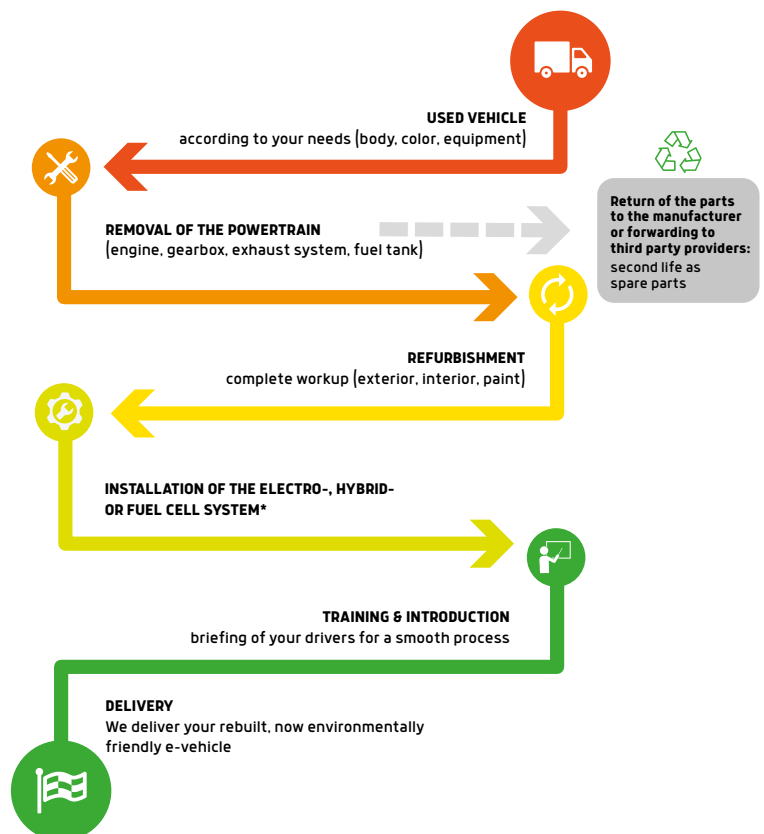 USED VEHICLE
according to your needs (body, color, equipment)
REMOVAL OF THE POWERTRAIN
(engine, gearbox, exhaust system, fuel tank)
Return of the parts
to the manufacturer
or forwarding to
third party providers:
second life as
spare parts
REFURBISHMENT
complete workup (exterior, interior, paint)
INSTALLATION OF THE ELECTRO-, HYBRID-
OR FUEL CELL SYSTEM*
TRAINING & INTRODUCTION
briefing of your drivers for a smooth process
DELIVERY
We deliver your rebuilt, now environmentally
friendly e-vehicle